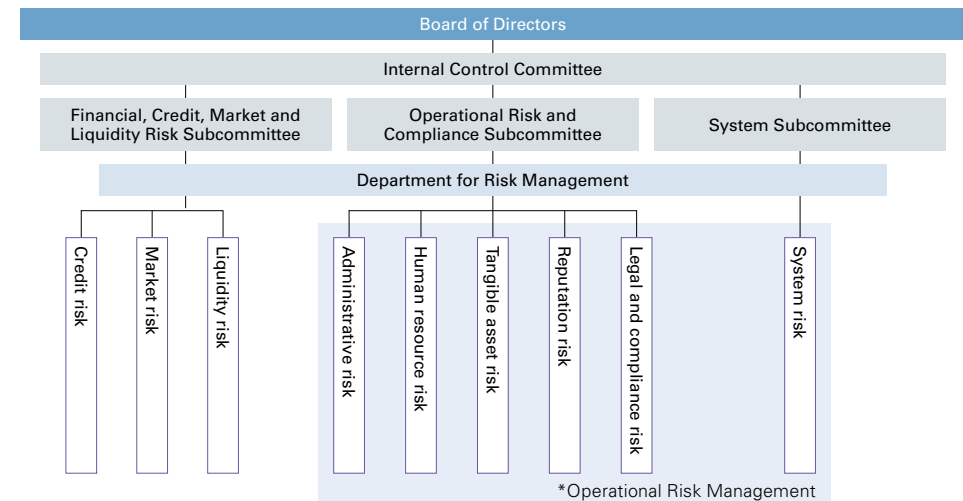 Board of Directors
Internal Control Committee
Financial, Credit, Market and
Liquidity Risk Subcommittee
Operational Risk and
Compliance Subcommittee
System Subcommittee
Department for Risk Management
Credit risk
Market risk
Liquidity risk
Administrative risk
Human resource risk
Tangible asset risk
Reputation risk
Legal and compliance risk
System risk
*Operational Risk Management